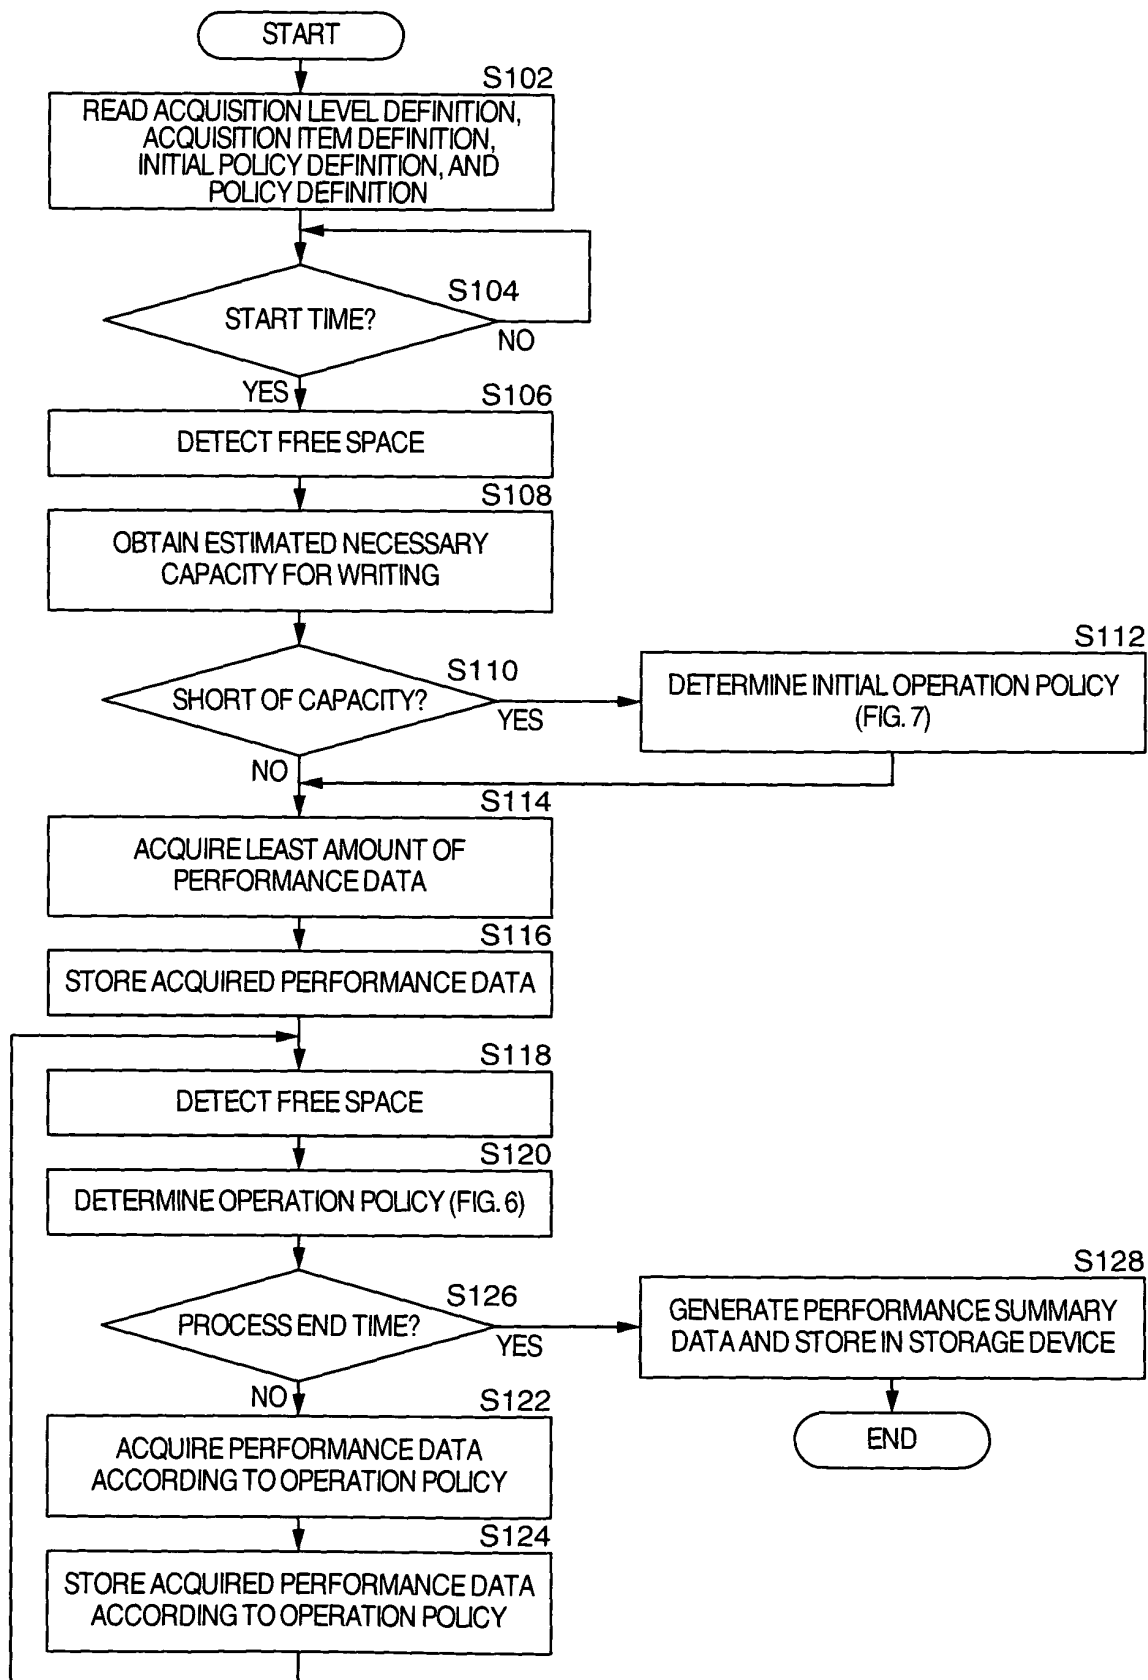 START
S102
READ ACQUISITION LEVEL DEFINITION,
ACQUISITION ITEM DEFINITION,
INITIAL POLICY DEFINITION, AND
POLICY DEFINITION
S104
START TIME?
NO
YES
S106
DETECT FREE SPACE
S108
OBTAIN ESTIMATED NECESSARY
CAPACITY FOR WRITING
S110
SHORT OF CAPACITY?
YES
S112
DETERMINE INITIAL OPERATION POLICY
(FIG. 7)
NO
S114
ACQUIRE LEAST AMOUNT OF
PERFORMANCE DATA
S116
STORE ACQUIRED PERFORMANCE DATA
S118
DETECT FREE SPACE
S120
DETERMINE OPERATION POLICY (FIG. 6)
S126
PROCESS END TIME?
YES
S128
GENERATE PERFORMANCE SUMMARY
DATA AND STORE IN STORAGE DEVICE
END
NO
S122
ACQUIRE PERFORMANCE DATA
ACCORDING TO OPERATION POLICY
S124
STORE ACQUIRED PERFORMANCE DATA
ACCORDING TO OPERATION POLICY